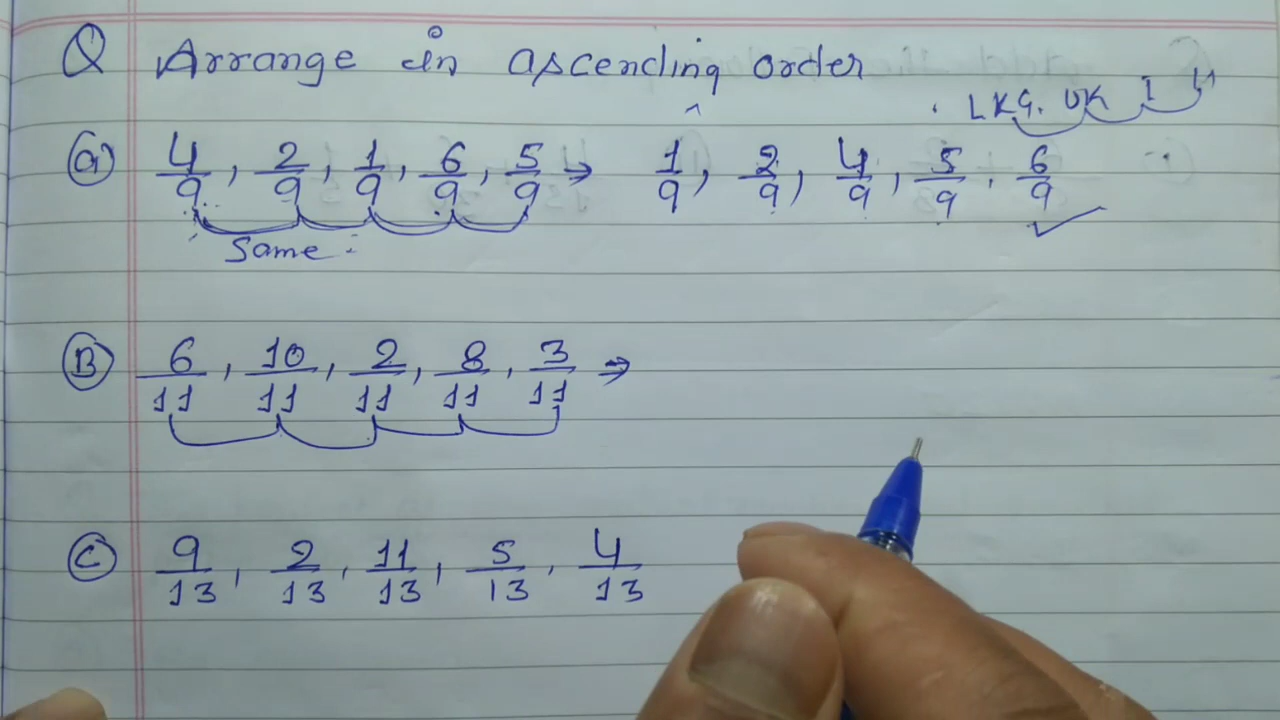 Q Arrange in ascending order
LKG. UK I II
(a) 4/9, 2/9, 1/9, 6/9, 5/9 → 1/9, 2/9, 4/9, 5/9, 6/9
Same
(B) 6/11, 10/11, 2/11, 8/11, 3/11 →
(C) 9/13, 2/13, 11/13, 5/13, 4/13